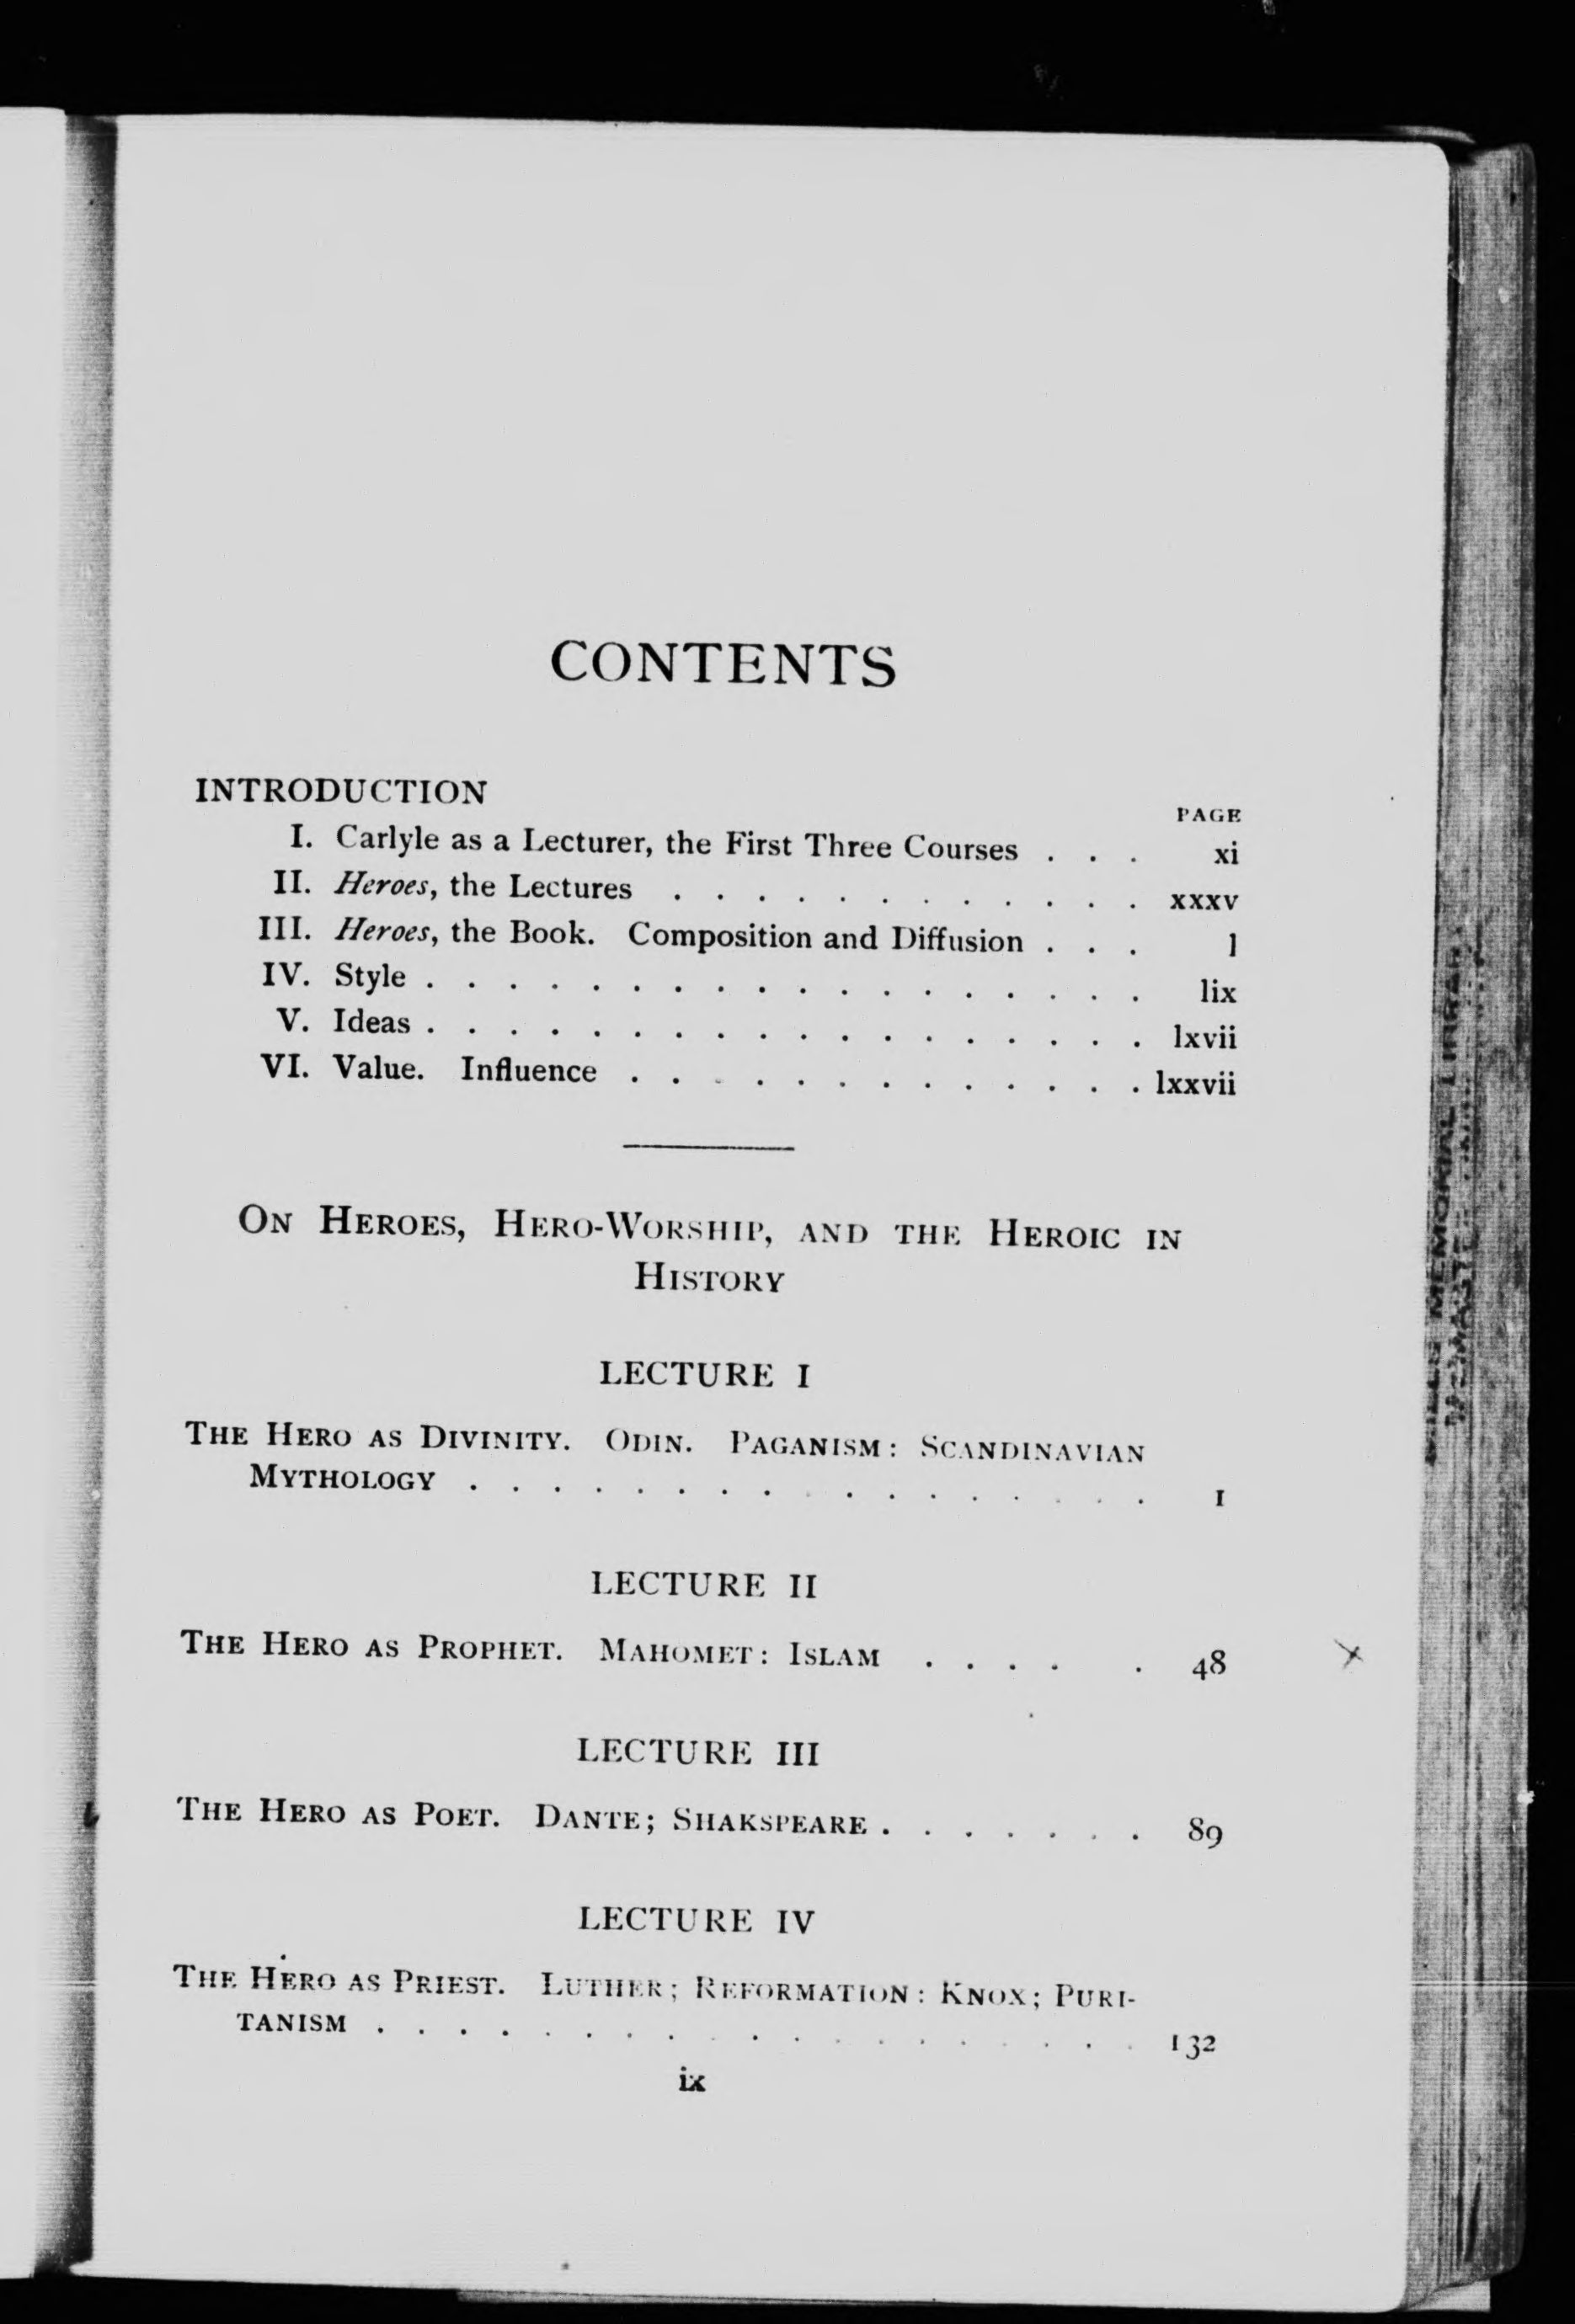 CONTENTS
INTRODUCTION
PAGE
I. Carlyle as a Lecturer, the First Three Courses . . . xi
II. Heroes, the Lectures . . . . . . . . . . . . xxxv
III. Heroes, the Book. Composition and Diffusion . . . l
IV. Style . . . . . . . . . . . . . . . . . . lix
V. Ideas . . . . . . . . . . . . . . . . . . lxvii
VI. Value. Influence . . . . . . . . . . . . . lxxvii
On Heroes, Hero-Worship, and the Heroic in
History
LECTURE I
The Hero as Divinity. Odin. Paganism: Scandinavian
Mythology . . . . . . . . . . . . . . . . . 1
LECTURE II
The Hero as Prophet. Mahomet: Islam . . . . . 48
LECTURE III
The Hero as Poet. Dante; Shakspeare . . . . . . . 89
LECTURE IV
The Hero as Priest. Luther; Reformation: Knox; Puri-
tanism . . . . . . . . . . . . . . . . . . . 132
ix
MEMORIAL